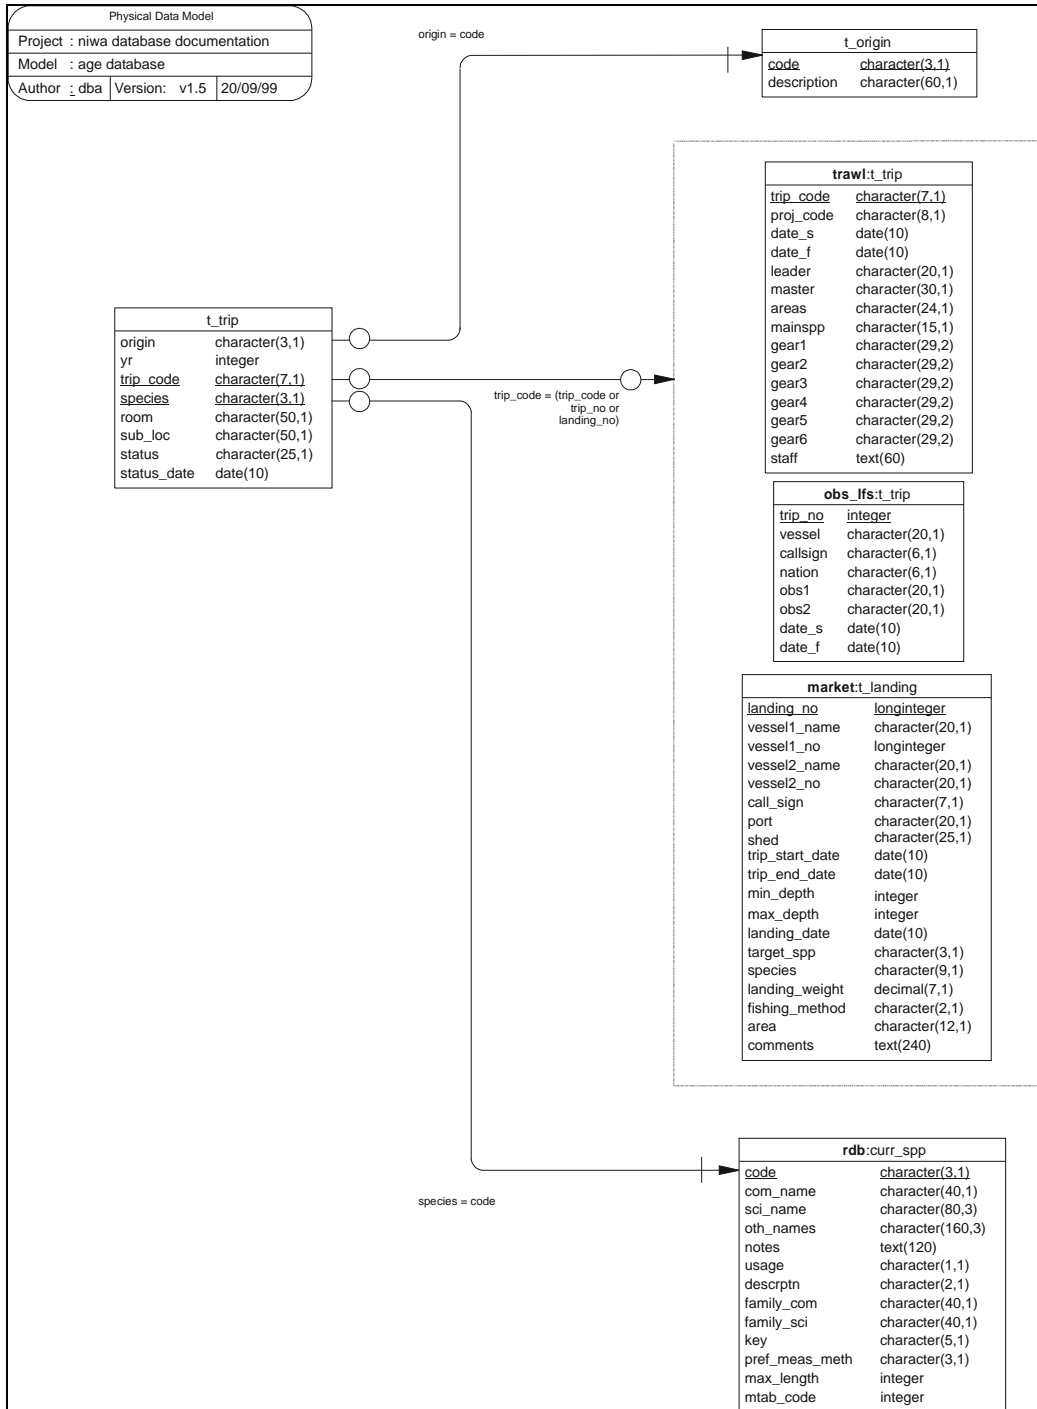 Physical Data Model
Project : niwa database documentation
Model : age database
Author : dba Version: v1.5 20/09/99
origin = code
t_origin
code character(3,1)
description character(60,1)
trawl:t_trip
trip_code character(7,1)
proj_code character(8,1)
date_s date(10)
date_f date(10)
leader character(20,1)
master character(30,1)
areas character(24,1)
mainspp character(15,1)
gear1 character(29,2)
gear2 character(29,2)
gear3 character(29,2)
gear4 character(29,2)
gear5 character(29,2)
gear6 character(29,2)
staff text(60)
t_trip
origin character(3,1)
yr integer
trip_code character(7,1)
species character(3,1)
room character(50,1)
sub_loc character(50,1)
status character(25,1)
status_date date(10)
trip_code = (trip_code or
trip_no or
landing_no)
obs_lfs:t_trip
trip_no integer
vessel character(20,1)
callsign character(6,1)
nation character(6,1)
obs1 character(20,1)
obs2 character(20,1)
date_s date(10)
date_f date(10)
market:t_landing
landing_no longinteger
vessel1_name character(20,1)
vessel1_no longinteger
vessel2_name character(20,1)
vessel2_no character(20,1)
call_sign character(7,1)
port character(20,1)
shed character(25,1)
trip_start_date date(10)
trip_end_date date(10)
min_depth integer
max_depth integer
landing_date date(10)
target_spp character(3,1)
species character(9,1)
landing_weight decimal(7,1)
fishing_method character(2,1)
area character(12,1)
comments text(240)
species = code
rdb:curr_spp
code character(3,1)
com_name character(40,1)
sci_name character(80,3)
oth_names character(160,3)
notes text(120)
usage character(1,1)
descrptn character(2,1)
family_com character(40,1)
family_sci character(40,1)
key character(5,1)
pref_meas_meth character(3,1)
max_length integer
mtab_code integer